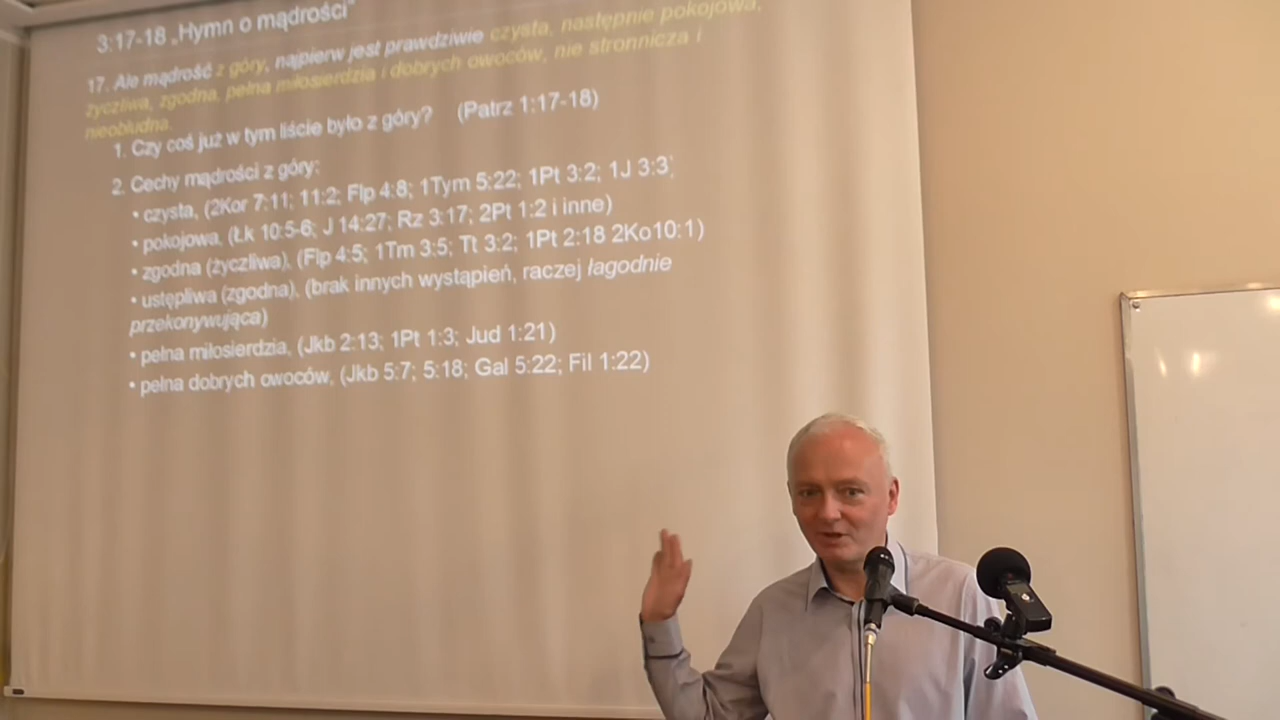 3:17-18 „Hymn o mądrości”
17. Ale mądrość z góry, najpierw jest prawdziwie czysta, następnie pokojowa,
życzliwa, zgodna, pełna miłosierdzia i dobrych owoców, nie stronnicza i
nieobłudna.
1. Czy coś już w tym liście było z góry? (Patrz 1:17-18)
2. Cechy mądrości z góry:
• czysta, (2Kor 7:11; 11:2; Flp 4:8; 1Tym 5:22; 1Pt 3:2; 1J 3:3;
• pokojowa, (Łk 10:5-6; J 14:27; Rz 3:17; 2Pt 1:2 i inne)
• zgodna (życzliwa), (Flp 4:5; 1Tm 3:5; Tt 3:2; 1Pt 2:18 2Ko10:1)
• ustępliwa (zgodna), (brak innych wystąpień, raczej łagodnie
przekonywująca)
• pełna miłosierdzia, (Jkb 2:13; 1Pt 1:3; Jud 1:21)
• pełna dobrych owoców, (Jkb 5:7; 5:18; Gal 5:22; Fil 1:22)